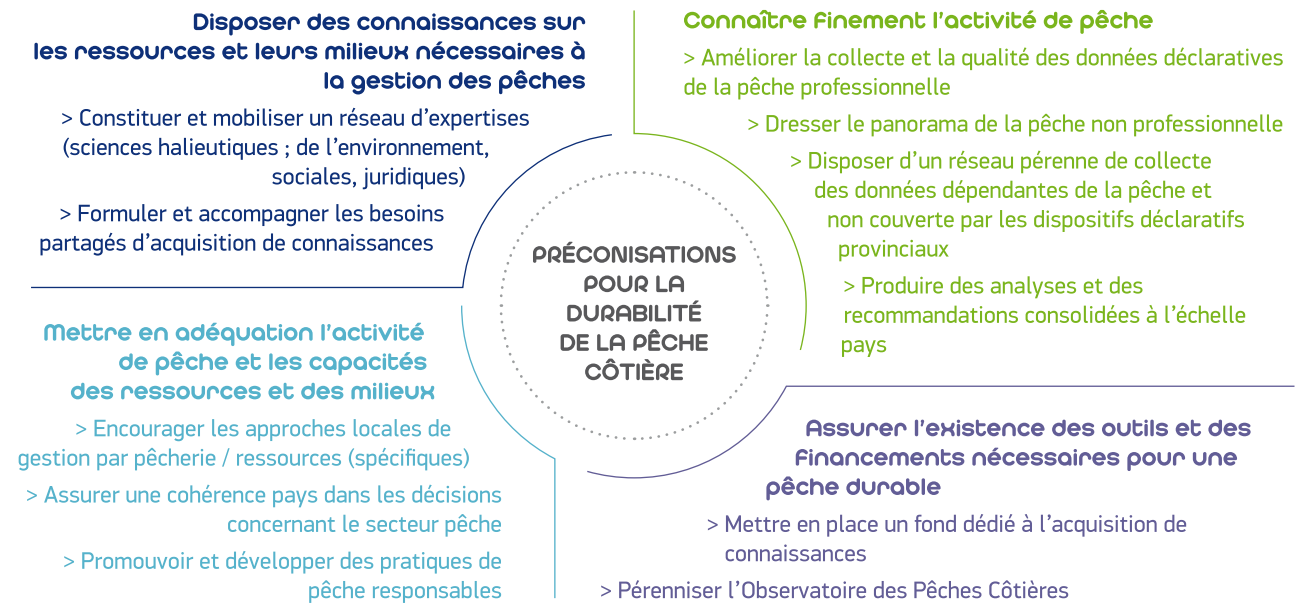 Disposer des connaissances sur
les ressources et leurs milieux nécessaires à
la gestion des pêches
> Constituer et mobiliser un réseau d’expertises
(sciences halieutiques ; de l’environnement,
sociales, juridiques)
> Formuler et accompagner les besoins
partagés d’acquisition de connaissances
Connaître finement l’activité de pêche
> Améliorer la collecte et la qualité des données déclaratives
de la pêche professionnelle
> Dresser le panorama de la pêche non professionnelle
> Disposer d’un réseau pérenne de collecte
des données dépendantes de la pêche et
non couverte par les dispositifs déclaratifs
provinciaux
> Produire des analyses et des
recommandations consolidées à l’échelle
pays
PRÉCONISATIONS
POUR LA
DURABILITÉ
DE LA PÊCHE
CÔTIÈRE
Mettre en adéquation l’activité
de pêche et les capacités
des ressources et des milieux
> Encourager les approches locales de
gestion par pêcherie / ressources (spécifiques)
> Assurer une cohérence pays dans les décisions
concernant le secteur pêche
> Promouvoir et développer des pratiques de
pêche responsables
Assurer l’existence des outils et des
financements nécessaires pour une
pêche durable
> Mettre en place un fond dédié à l’acquisition de
connaissances
> Pérenniser l’Observatoire des Pêches Côtières